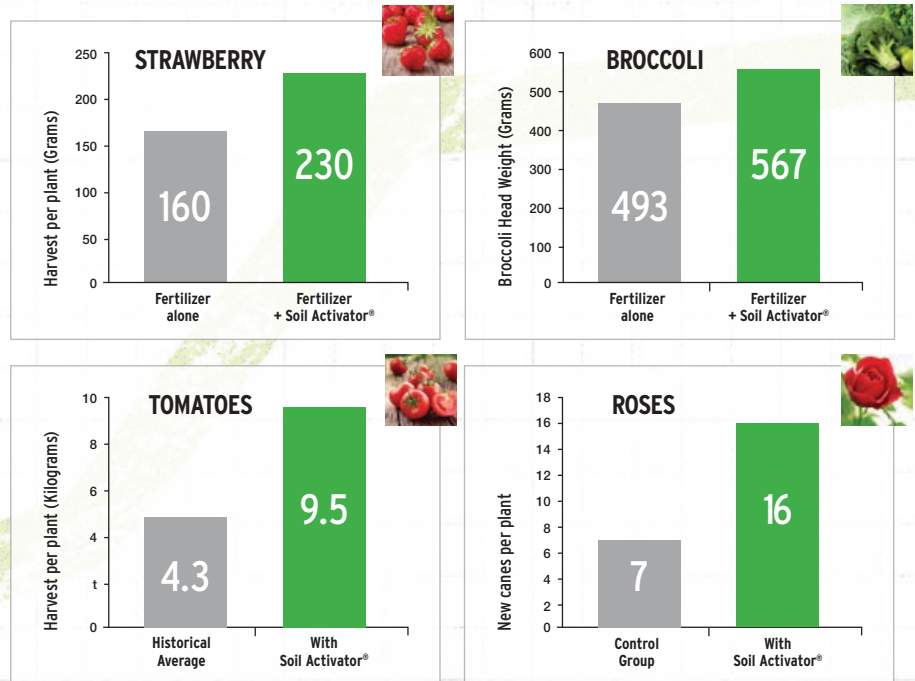 STRAWBERRY
Harvest per plant (Grams)
250
200
150
100
50
0
160
230
Fertilizer
alone
Fertilizer
+ Soil Activator®
BROCCOLI
Broccoli Head Weight (Grams)
600
500
400
300
200
100
0
493
567
Fertilizer
alone
Fertilizer
+ Soil Activator®
TOMATOES
Harvest per plant (Kilograms)
10
8
6
4
t
0
4.3
9.5
Historical
Average
With
Soil Activator®
ROSES
New canes per plant
18
16
14
12
10
8
6
4
2
0
7
16
Control
Group
With
Soil Activator®